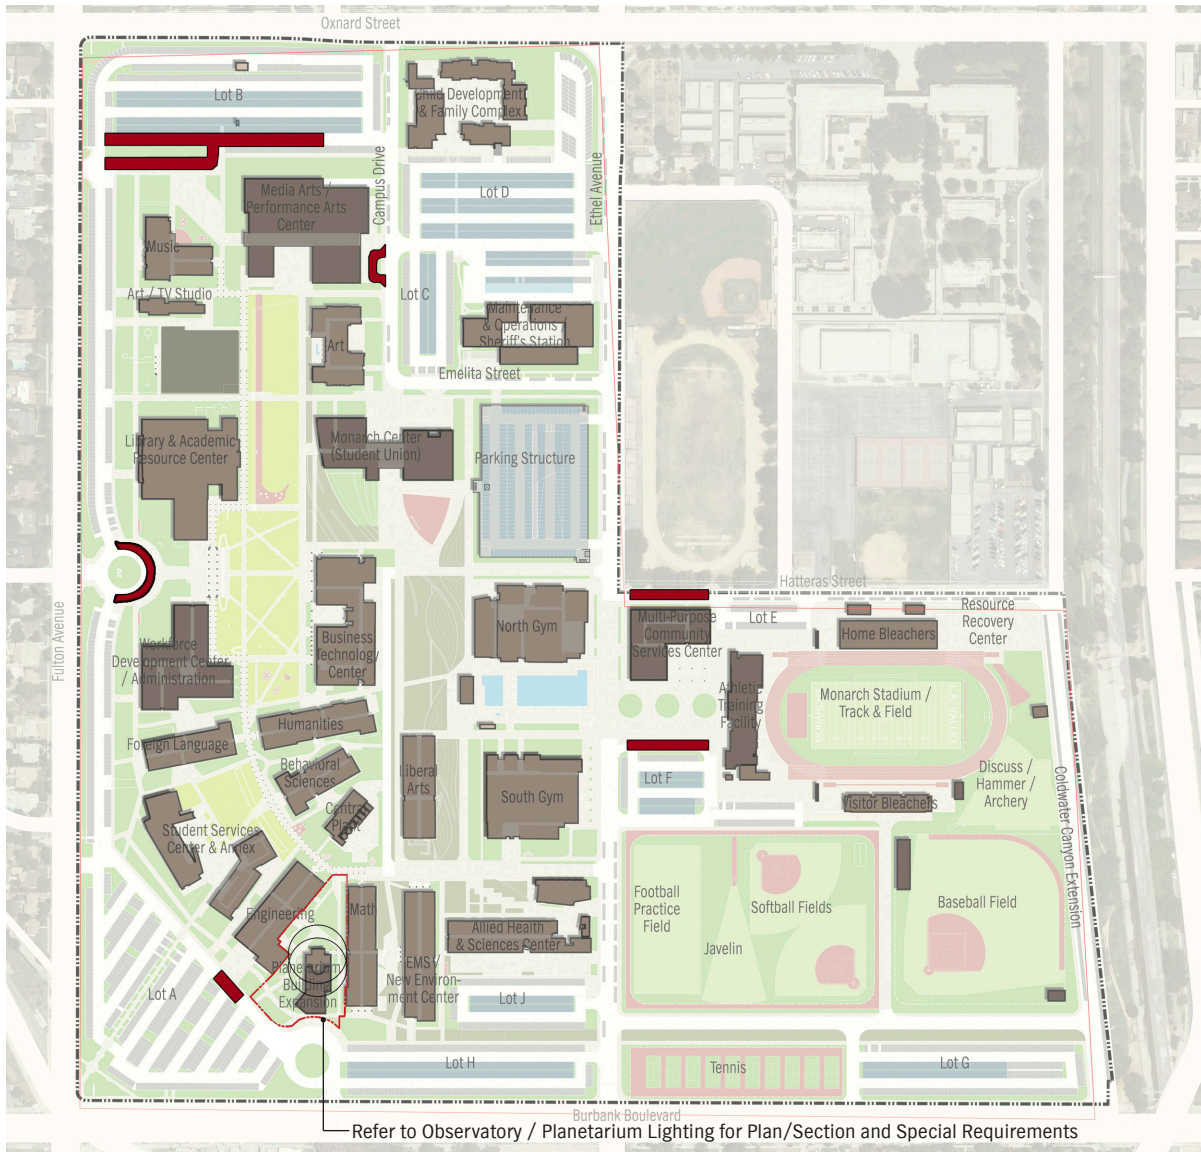 Oxnard Street
Lot B
Child Development
& Family Complex
Campus Drive
Ethel Avenue
Lot D
Media Arts /
Performance Arts
Center
Music
Art / TV Studio
Lot C
Maintenance
& Operations /
Sheriff's Station
Art
Emelita Street
Library & Academic
Resource Center
Monarch Center
(Student Union)
Parking Structure
Fulton Avenue
Hatteras Street
Workforce
Development Center
/ Administration
Business
Technology
Center
North Gym
Multi-Purpose
Community
Services Center
Lot E
Home Bleachers
Resource
Recovery
Center
Athletic
Training
Facility
Monarch Stadium /
Track & Field
MONARCHS
L.A. VALLEY
Humanities
Foreign Language
Behavioral
Sciences
Liberal
Arts
Central
Plant
South Gym
Lot F
Visitor Bleachers
Discuss /
Hammer /
Archery
Coldwater Canyon Extension
Student Services
Center & Annex
Engineering
Math
Allied Health
& Sciences Center
Football
Practice
Field
Softball Fields
Javelin
Baseball Field
Planetarium
Building
Expansion
EMS /
New Environ-
ment Center
Lot A
Lot J
Lot H
Tennis
Lot G
Burbank Boulevard
Refer to Observatory / Planetarium Lighting for Plan/Section and Special Requirements